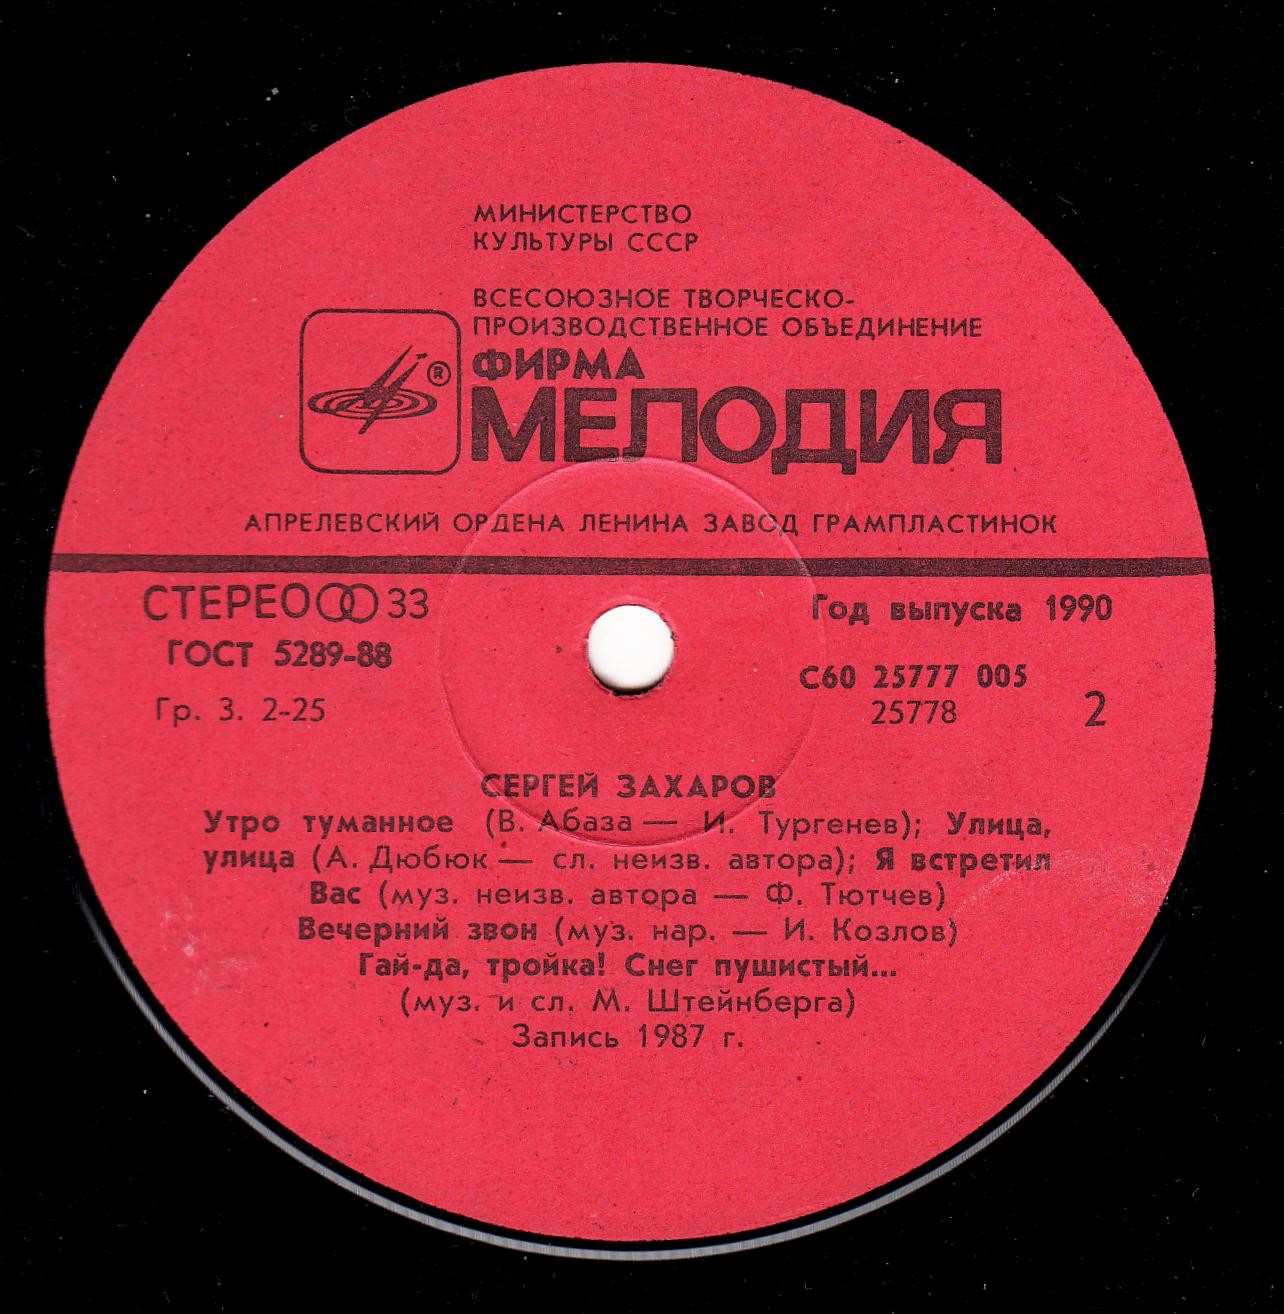 МИНИСТЕРСТВО
КУЛЬТУРЫ СССР
ВСЕСОЮЗНОЕ ТВОРЧЕСКО-
ПРОИЗВОДСТВЕННОЕ ОБЪЕДИНЕНИЕ
ФИРМА
®
МЕЛОДИЯ
АПРЕЛЕВСКИЙ ОРДЕНА ЛЕНИНА ЗАВОД ГРАМПЛАСТИНОК
СТЕРЕО 33
Год выпуска 1990
ГОСТ 5289-88
С60 25777 005
Гр. 3. 2-25
25778 2
СЕРГЕЙ ЗАХАРОВ
Утро туманное (В. Абаза — И. Тургенев); Улица,
улица (А. Дюбюк — сл. неизв. автора); Я встретил
Вас (муз. неизв. автора — Ф. Тютчев)
Вечерний звон (муз. нар. — И. Козлов)
Гай-да, тройка! Снег пушистый...
(муз. и сл. М. Штейнберга)
Запись 1987 г.